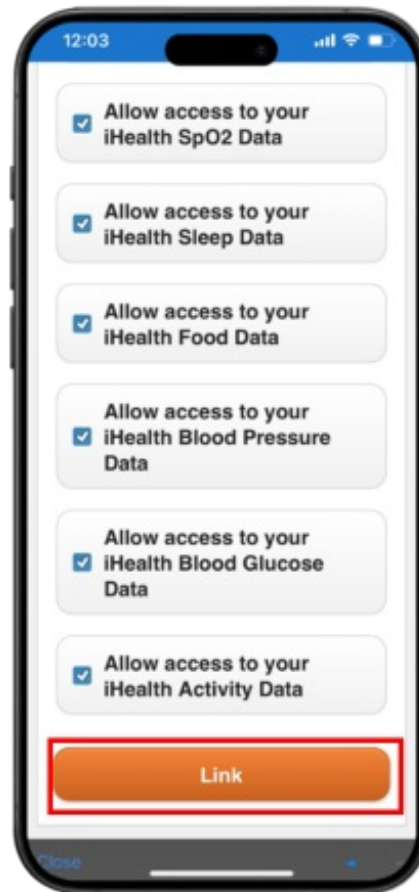 12:03
Allow access to your
iHealth SpO2 Data
Allow access to your
iHealth Sleep Data
Allow access to your
iHealth Food Data
Allow access to your
iHealth Blood Pressure
Data
Allow access to your
iHealth Blood Glucose
Data
Allow access to your
iHealth Activity Data
Link
Close